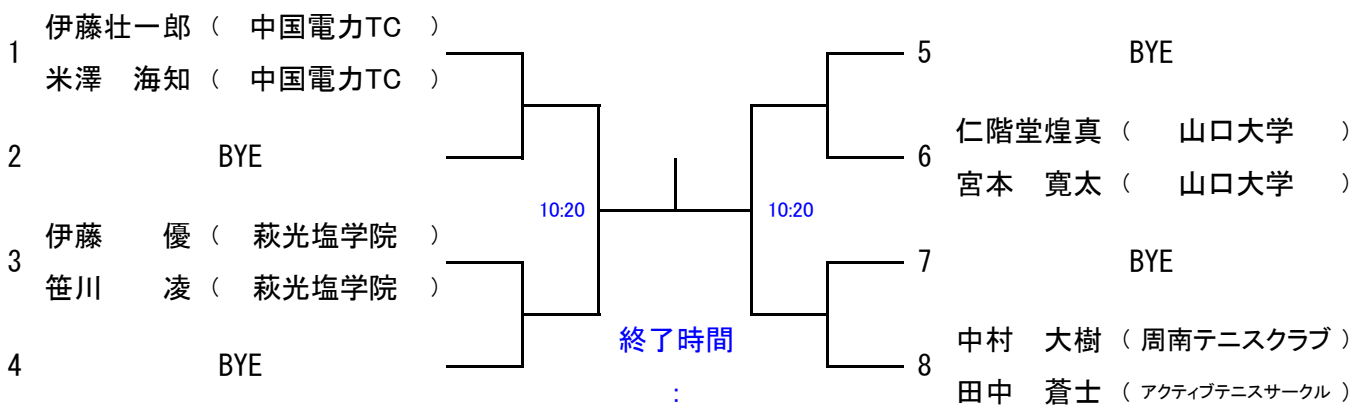 1
伊藤壮一郎 （ 中国電力TC ）
米澤　海知 （ 中国電力TC ）
2 BYE
3
伊藤　　優 （ 萩光塩学院 ）
笹川　　凌 （ 萩光塩学院 ）
4 BYE
10:20
10:20
終了時間
:
5 BYE
6
仁階堂煌真 （ 山口大学 ）
宮本　寛太 （ 山口大学 ）
7 BYE
8
中村　大樹 （ 周南テニスクラブ ）
田中　蒼士 （ アクティブテニスサークル ）